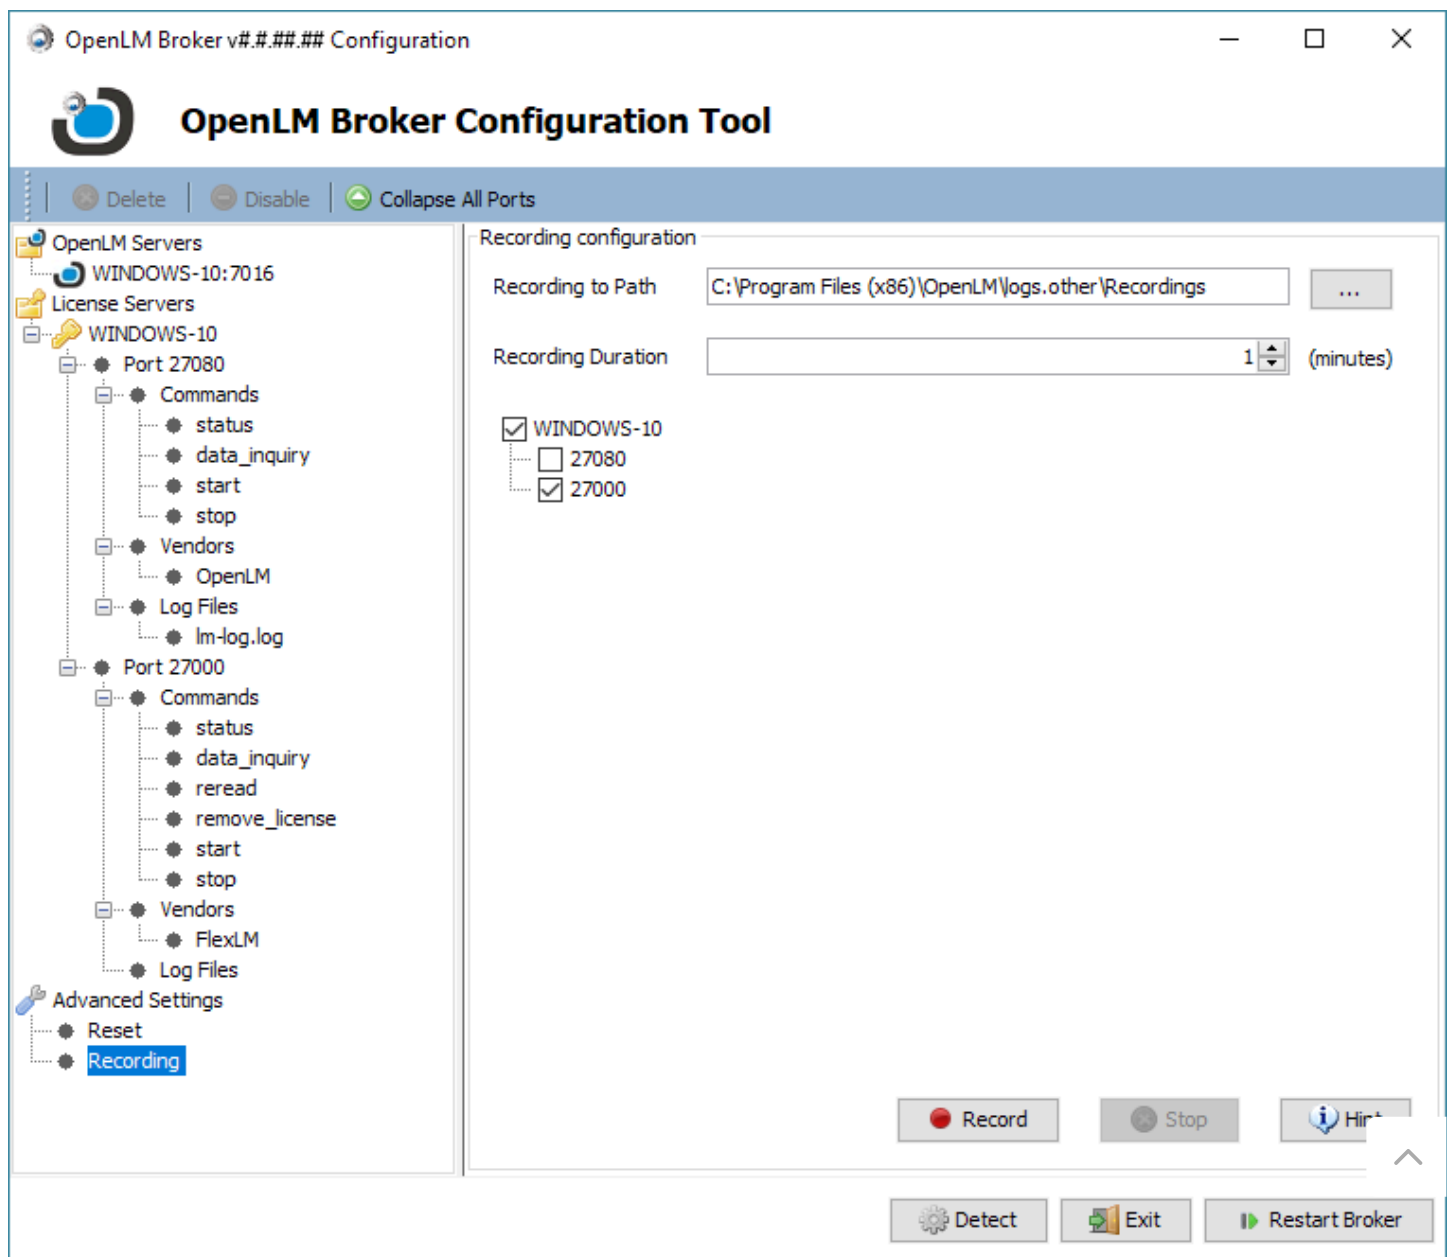 OpenLM Broker v#.#.##.## Configuration
OpenLM Broker Configuration Tool
Delete
Disable
Collapse All Ports
OpenLM Servers
WINDOWS-10:7016
License Servers
WINDOWS-10
Port 27080
Commands
status
data_inquiry
start
stop
Vendors
OpenLM
Log Files
lm-log.log
Port 27000
Commands
status
data_inquiry
reread
remove_license
start
stop
Vendors
FlexLM
Log Files
Advanced Settings
Reset
Recording
Recording configuration
Recording to Path C:\Program Files (x86)\OpenLM\logs.other\Recordings ...
Recording Duration 1 (minutes)
WINDOWS-10
27080
27000
Record
Stop
Hint
Detect
Exit
Restart Broker